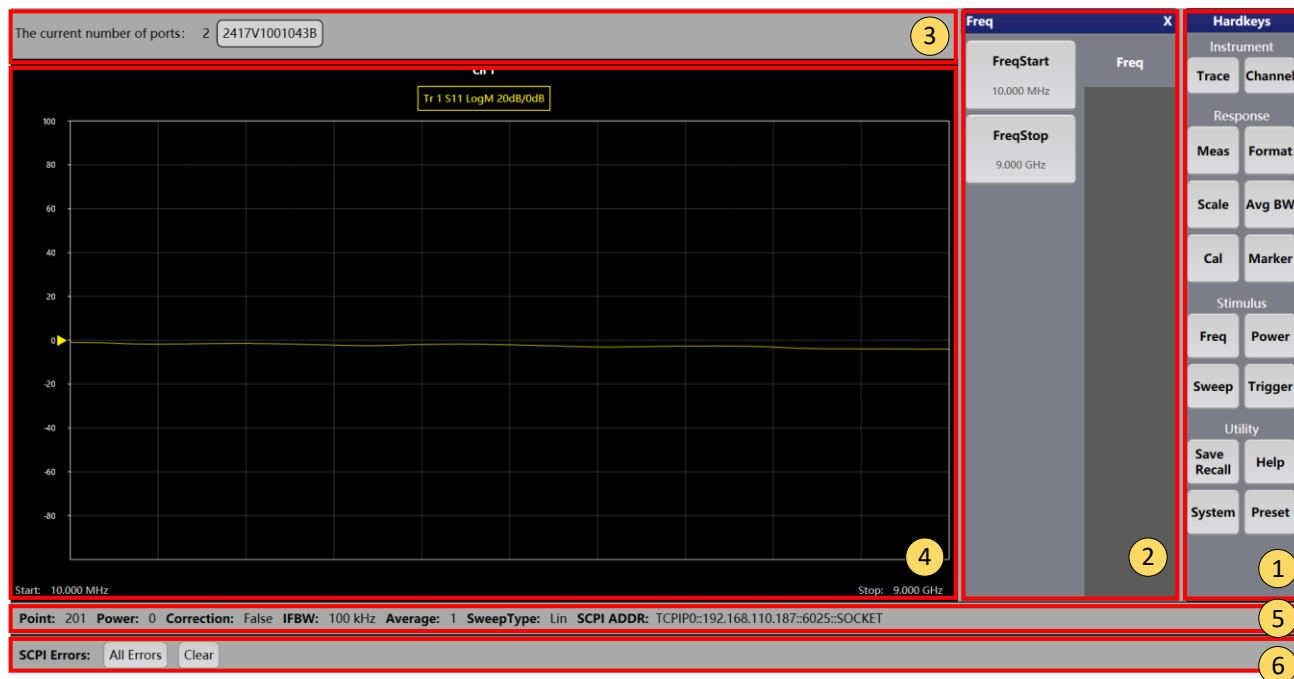 The current number of ports: 2 2417V1001043B
3
Ch 1
Tr 1 S11 LogM 20dB/0dB
100
80
60
40
20
0
-20
-40
-60
-80
Start: 10.000 MHz
Stop: 9.000 GHz
4
Freq X
FreqStart
10.000 MHz
Freq
FreqStop
9.000 GHz
2
Hardkeys
Instrument
Trace Channel
Response
Meas Format
Scale Avg BW
Cal Marker
Stimulus
Freq Power
Sweep Trigger
Utility
Save
Recall
Help
System Preset
1
Point: 201 Power: 0 Correction: False IFBW: 100 kHz Average: 1 SweepType: Lin SCPI ADDR: TCPIP0::192.168.110.187::6025::SOCKET
5
SCPI Errors: All Errors Clear
6